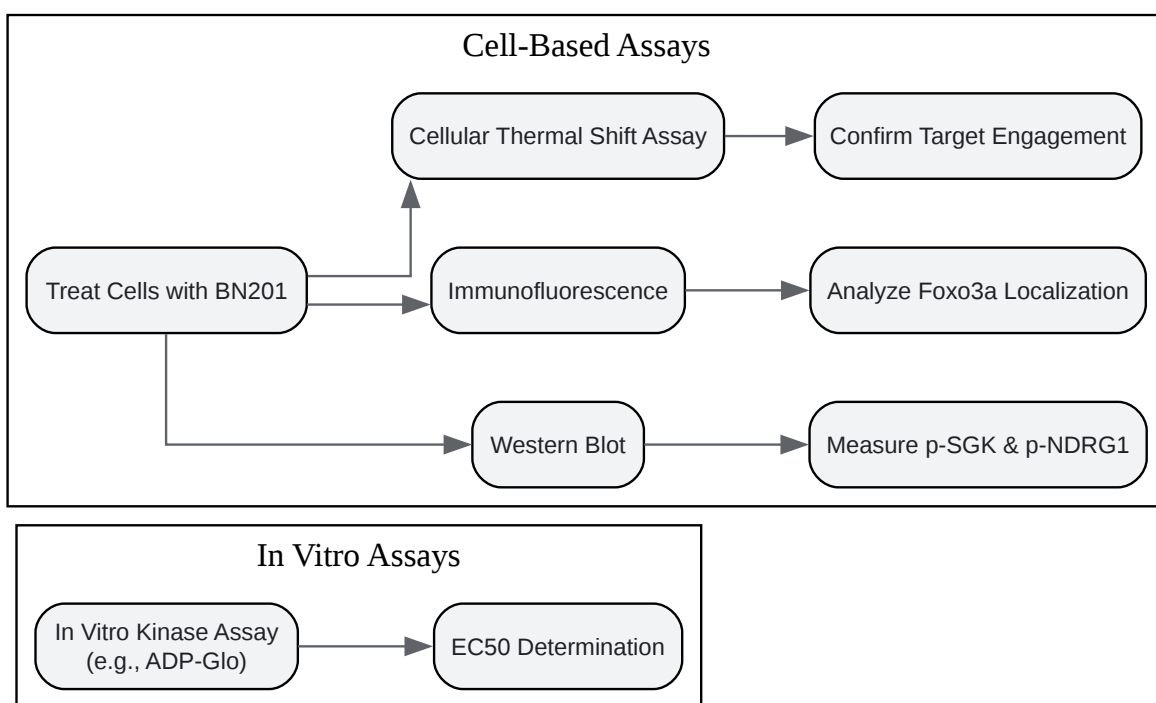 Cell-Based Assays
Cellular Thermal Shift Assay
Confirm Target Engagement
Treat Cells with BN201
Immunofluorescence
Analyze Foxo3a Localization
Western Blot
Measure p-SGK & p-NDRG1
In Vitro Assays
In Vitro Kinase Assay
(e.g., ADP-Glo)
EC50 Determination